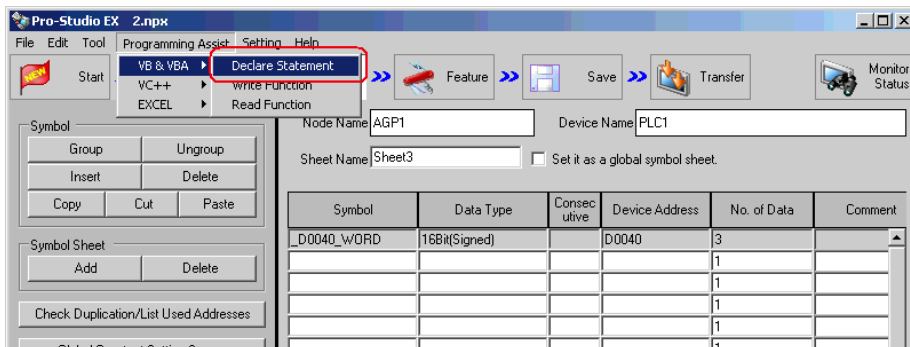 Pro-Studio EX 2.npx
File Edit Tool Programming Assist Setting Help
VB & VBA Declare Statement
VC++ Write Function
EXCEL Read Function
NEW Start Feature Save Transfer Monitor Status
Symbol
Group Ungroup
Insert Delete
Copy Cut Paste
Symbol Sheet
Add Delete
Check Duplication/List Used Addresses
Node Name AGP1 Device Name PLC1
Sheet Name Sheet3 Set it as a global symbol sheet.
Symbol Data Type Consecutive Device Address No. of Data Comment
_D0040_WORD 16Bit(Signed) D0040 3
1
1
1
1
1